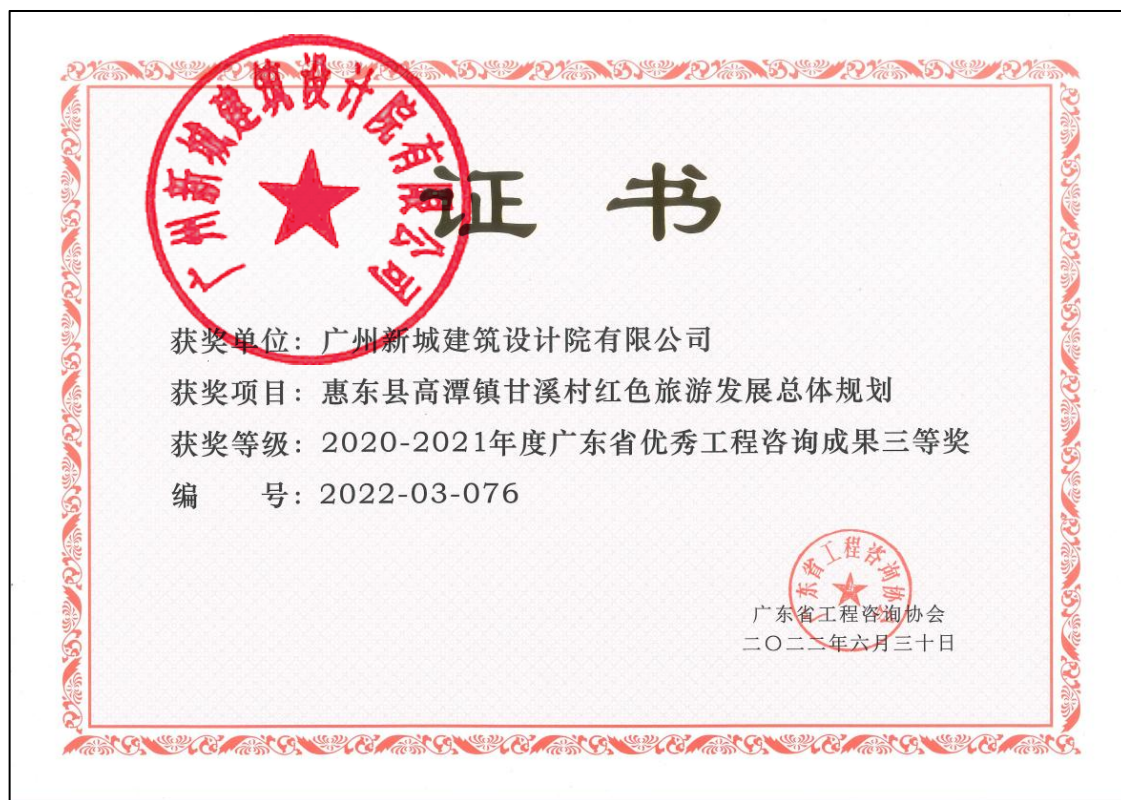 广州新城建筑设计院有限公司
证书
获奖单位：广州新城建筑设计院有限公司
获奖项目：惠东县高潭镇甘溪村红色旅游发展总体规划
获奖等级：2020-2021年度广东省优秀工程咨询成果三等奖
编 号：2022-03-076
广东省工程咨询协会
广东省工程咨询协会
二〇二二年六月三十日